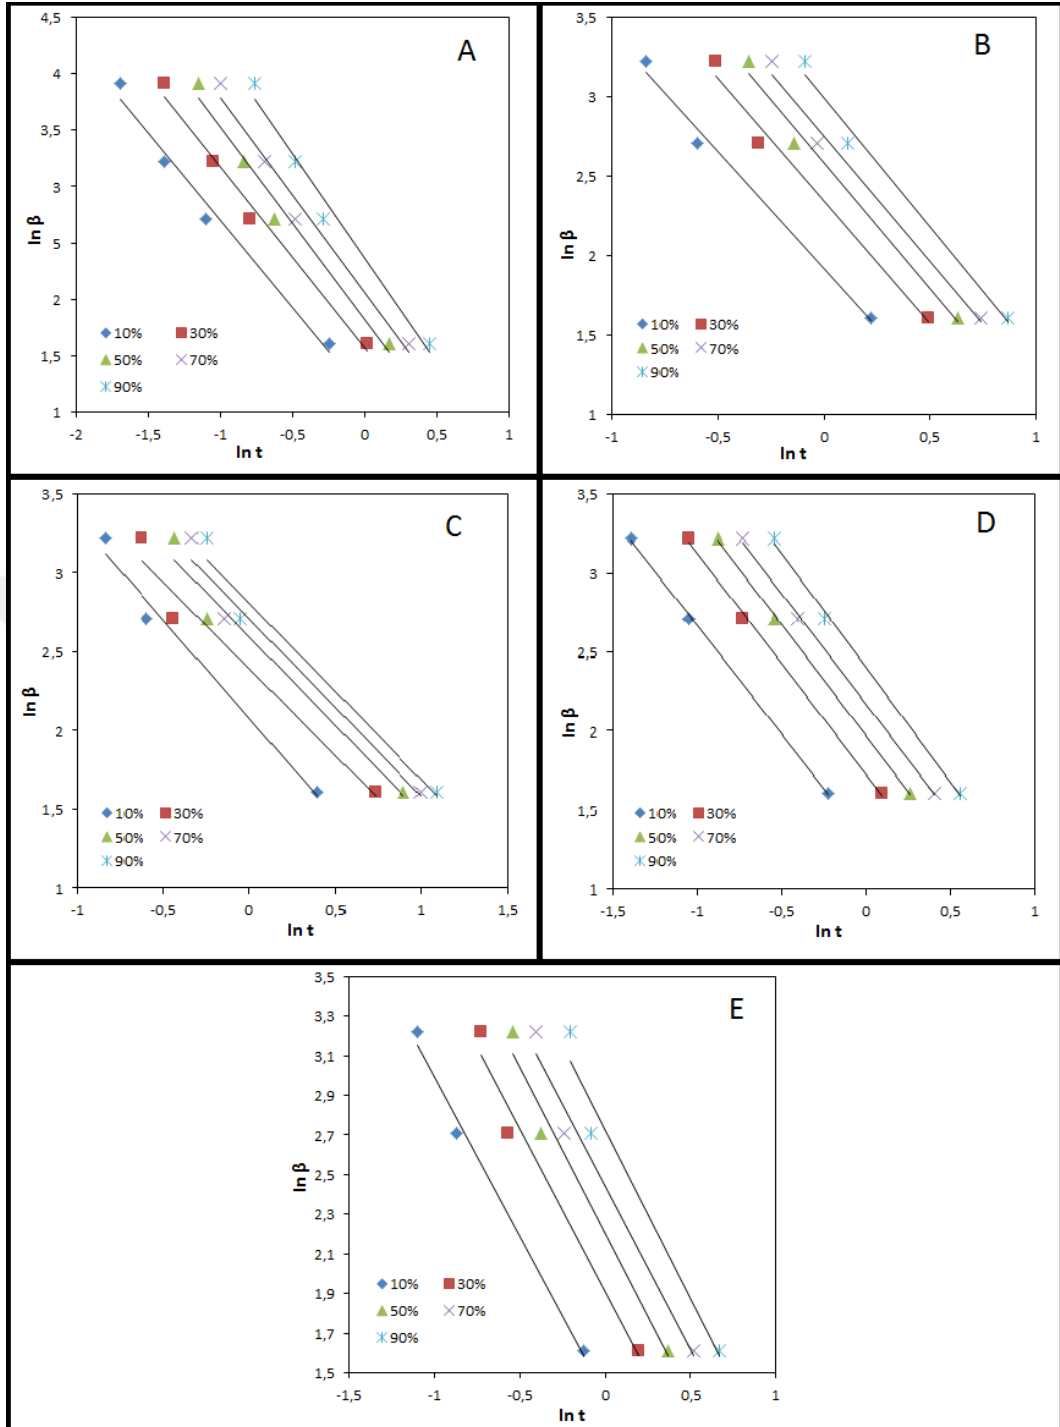 A
4,5
4
3,5
3
5
2
1,5
1
ln β
10% 30%
50% 70%
90%
-2 -1,5 -1 -0,5 0 0,5 1
ln t
B
3,5
3
2,5
2
1,5
1
ln β
10% 30%
50% 70%
90%
-1 -0,5 0 0,5 1
ln t
C
3,5
3
2,5
2
1,5
1
ln β
10% 30%
50% 70%
90%
-1 -0,5 0 0,5 1 1,5
ln t
D
3,5
3
2,5
2
1,5
1
ln β
10% 30%
50% 70%
90%
-1,5 -1 -0,5 0 0,5 1
ln t
E
3,5
3,3
3,1
2,9
2,7
2,5
2,3
2,1
1,9
1,7
1,5
ln β
10% 30%
50% 70%
90%
-1,5 -1 -0,5 0 0,5 1
ln t